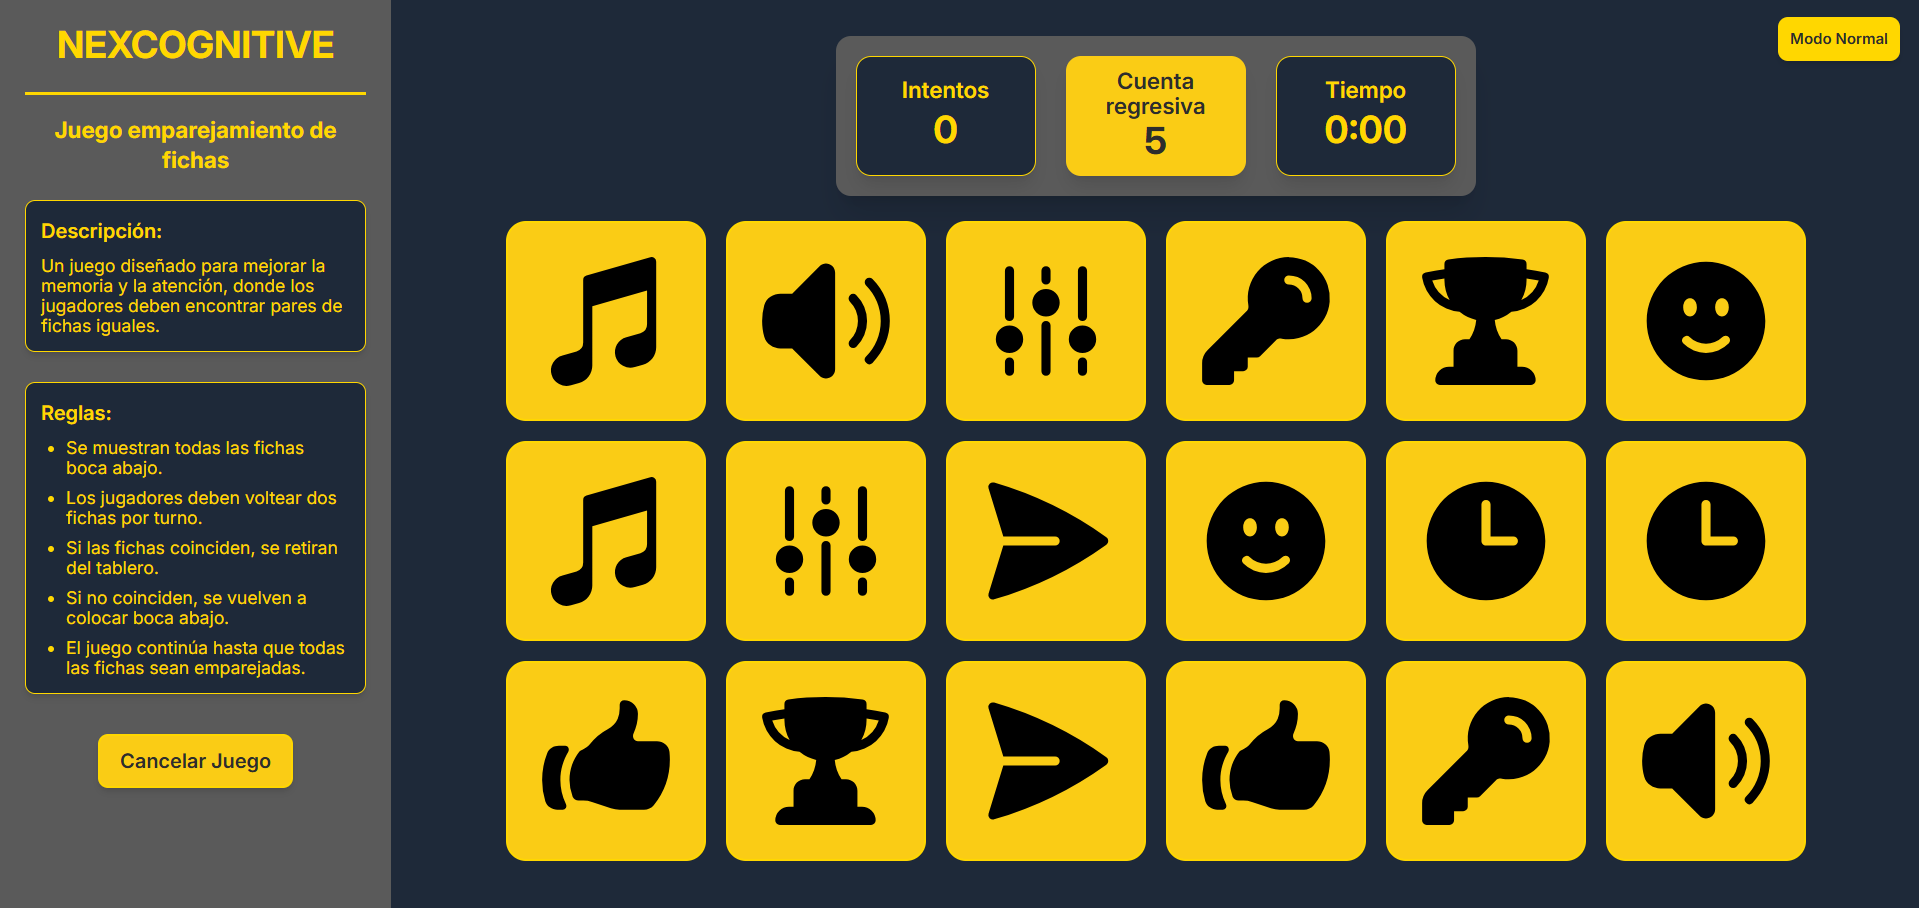 NEXCOGNITIVE
Juego emparejamiento de
fichas
Descripción:
Un juego diseñado para mejorar la
memoria y la atención, donde los
jugadores deben encontrar pares de
fichas iguales.
Reglas:
• Se muestran todas las fichas
boca abajo.
• Los jugadores deben voltear dos
fichas por turno.
• Si las fichas coinciden, se retiran
del tablero.
• Si no coinciden, se vuelven a
colocar boca abajo.
• El juego continúa hasta que todas
las fichas sean emparejadas.
Cancelar Juego
Intentos
0
Cuenta
regresiva
5
Tiempo
0:00
Modo Normal